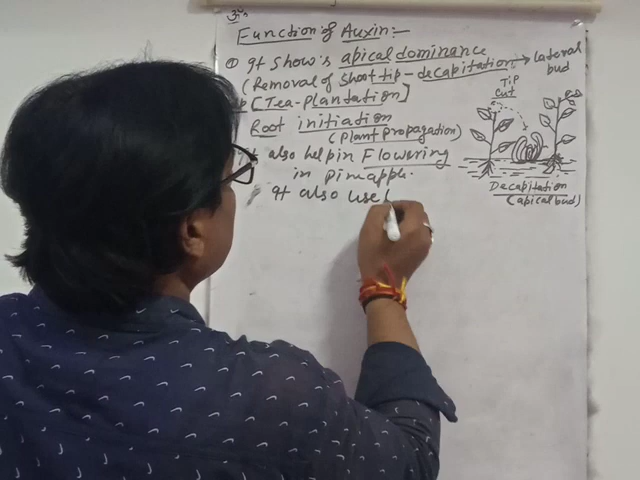 ॐ
Function of Auxin:-
① It show's apical dominance
(Removal of shoot tip - decapitation → lateral bud
[Tea-plantation]
Root initiation
(Plant propagation)
It also help in Flowering
in pineapple.
It also use
Tip
cut
Decapitation
(apical bud)